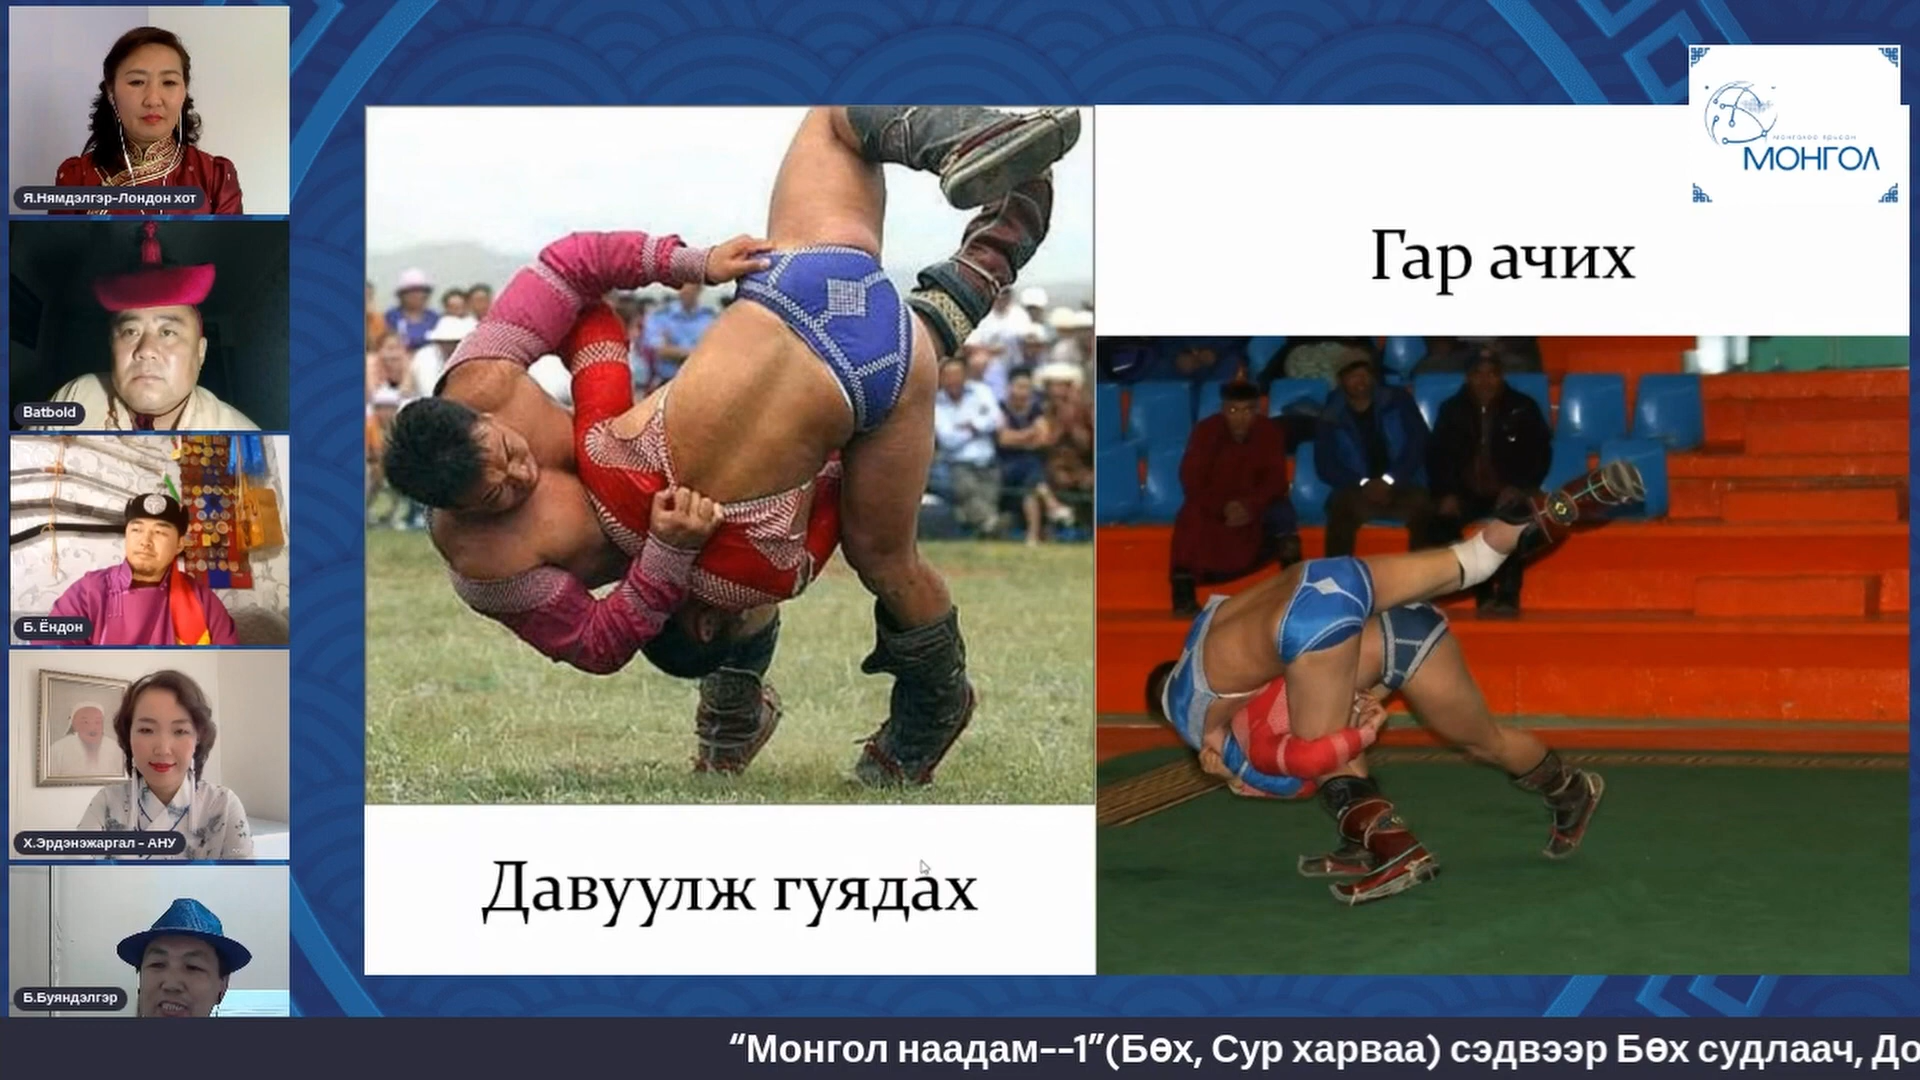 Я.Нямдэлгэр-Лондон хот
Batbold
Б. Ёндон
Х.Эрдэнэжаргал - АНУ
Б.Буяндэлгэр
МОНГОЛ
Гар ачих
Давуулж гуядах
“Монгол наадам--1”(Бөх, Сур харваа) сэдвээр Бөх судлаач, До